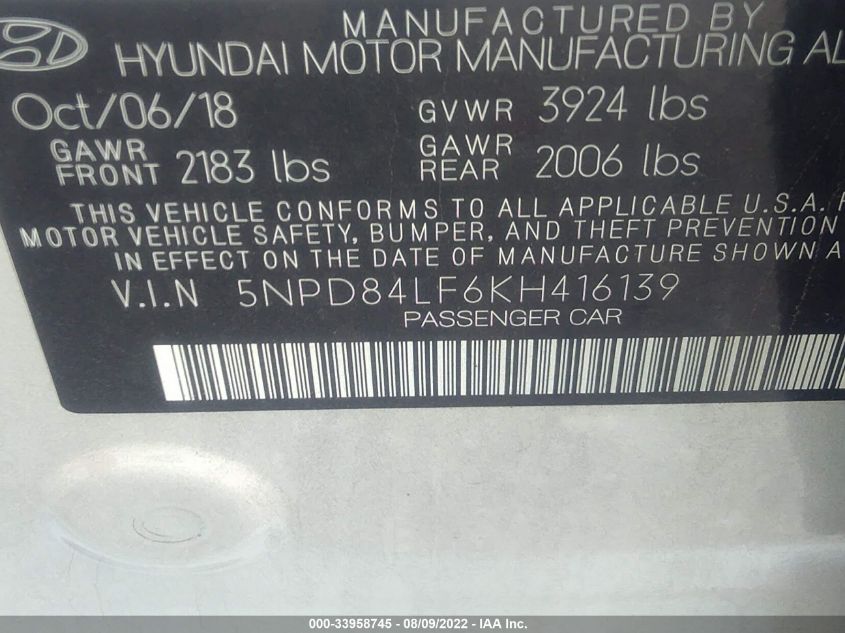 MANUFACTURED BY
HYUNDAI MOTOR MANUFACTURING AL
Oct/06/18 GVWR 3924 lbs
GAWR FRONT 2183 lbs GAWR REAR 2006 lbs
THIS VEHICLE CONFORMS TO ALL APPLICABLE U.S.A. F
MOTOR VEHICLE SAFETY, BUMPER, AND THEFT PREVENTION
IN EFFECT ON THE DATE OF MANUFACTURE SHOWN A
V.I.N 5NPD84LF6KH416139
PASSENGER CAR
000-33958745 - 08/09/2022 - IAA Inc.